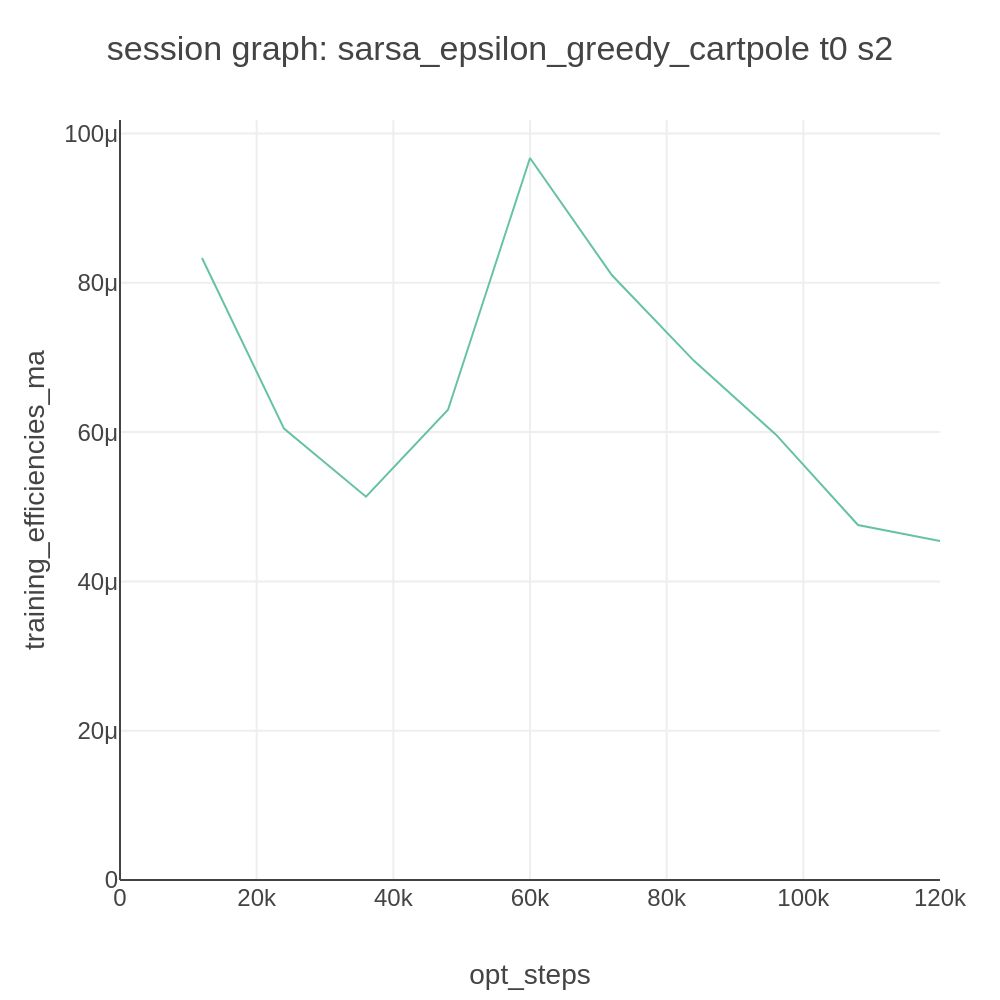 session graph: sarsa_epsilon_greedy_cartpole t0 s2
100μ
80μ
60μ
40μ
20μ
0
0 20k 40k 60k 80k 100k 120k
training_efficiencies_ma
opt_steps